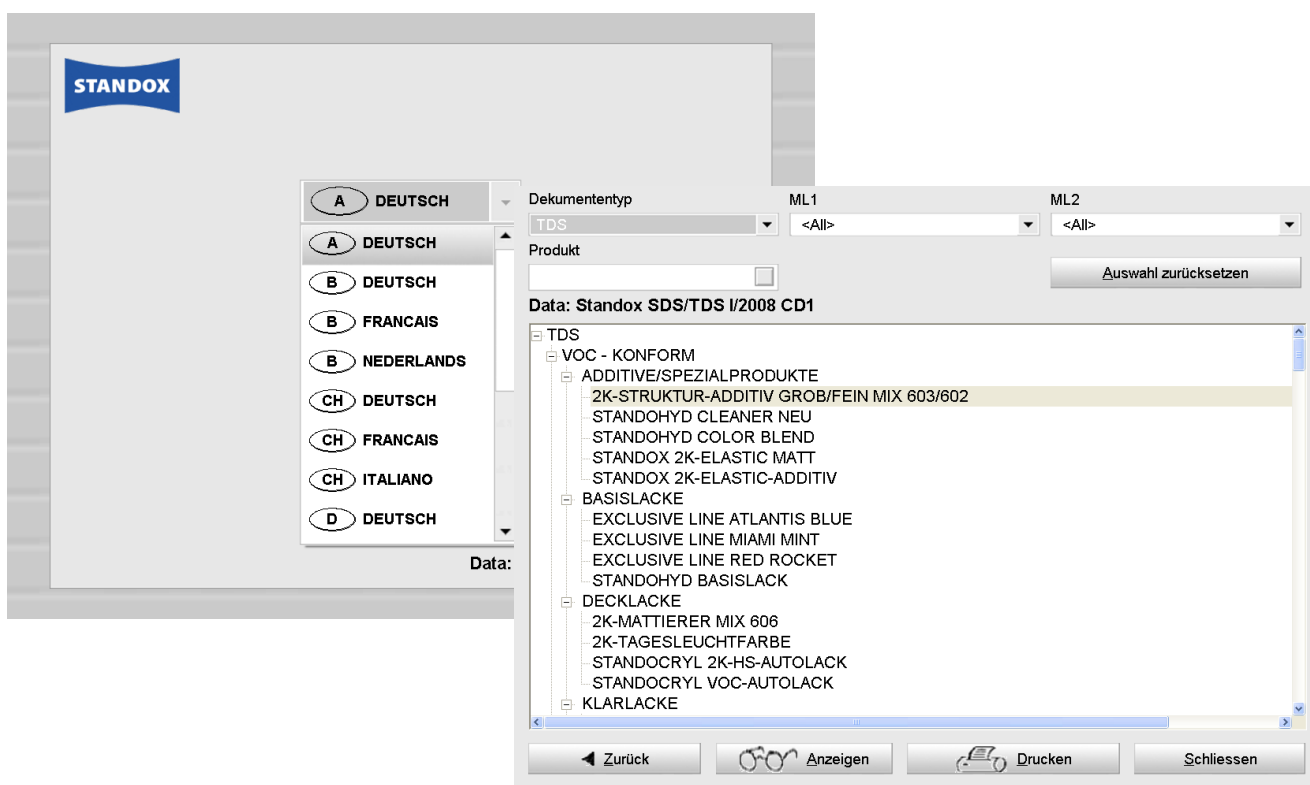 STANDOX
A DEUTSCH
A DEUTSCH
B DEUTSCH
B FRANCAIS
B NEDERLANDS
CH DEUTSCH
CH FRANCAIS
CH ITALIANO
D DEUTSCH
Data:
Dekumententyp ML1 ML2
TDS <All> <All>
Produkt
Auswahl zurücksetzen
Data: Standox SDS/TDS I/2008 CD1
TDS
VOC - KONFORM
ADDITIVE/SPEZIALPRODUKTE
2K-STRUKTUR-ADDITIV GROB/FEIN MIX 603/602
STANDOHYD CLEANER NEU
STANDOHYD COLOR BLEND
STANDOX 2K-ELASTIC MATT
STANDOX 2K-ELASTIC-ADDITIV
BASISLACKE
EXCLUSIVE LINE ATLANTIS BLUE
EXCLUSIVE LINE MIAMI MINT
EXCLUSIVE LINE RED ROCKET
STANDOHYD BASISLACK
DECKLACKE
2K-MATTIERER MIX 606
2K-TAGESLEUCHTFARBE
STANDOCRYL 2K-HS-AUTOLACK
STANDOCRYL VOC-AUTOLACK
KLARLACKE
Zurück Anzeigen Drucken Schliessen